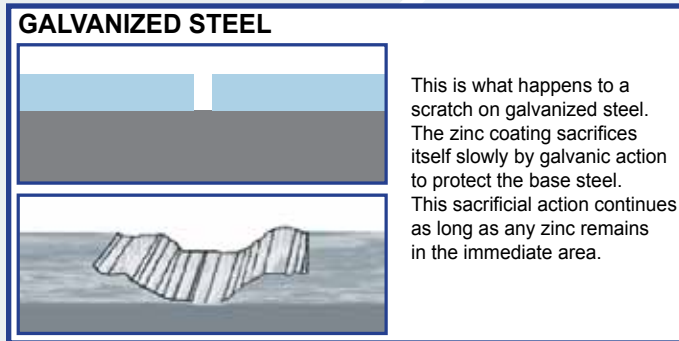 GALVANIZED STEEL
This is what happens to a
scratch on galvanized steel.
The zinc coating sacrifices
itself slowly by galvanic action
to protect the base steel.
This sacrificial action continues
as long as any zinc remains
in the immediate area.